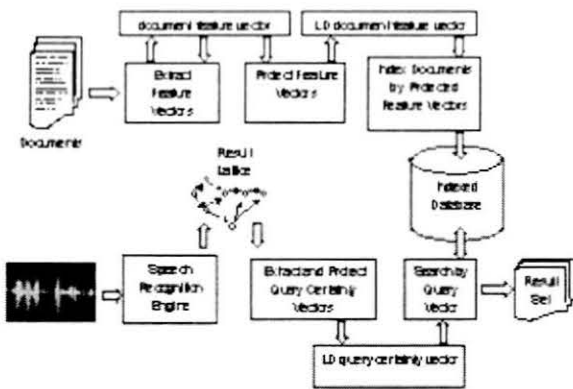 document feature vector
LD document feature vector
Extract
Feature
Vectors
Project Feature
Vectors
Index Documents
by Projected
Feature Vectors
Documents
Result
Lattice
Indexed
Database
Speech
Recognition
Engine
Extract and Project
Query Certainty
Vectors
Search by
Query
Vector
Result
Set
LD query certainty vector